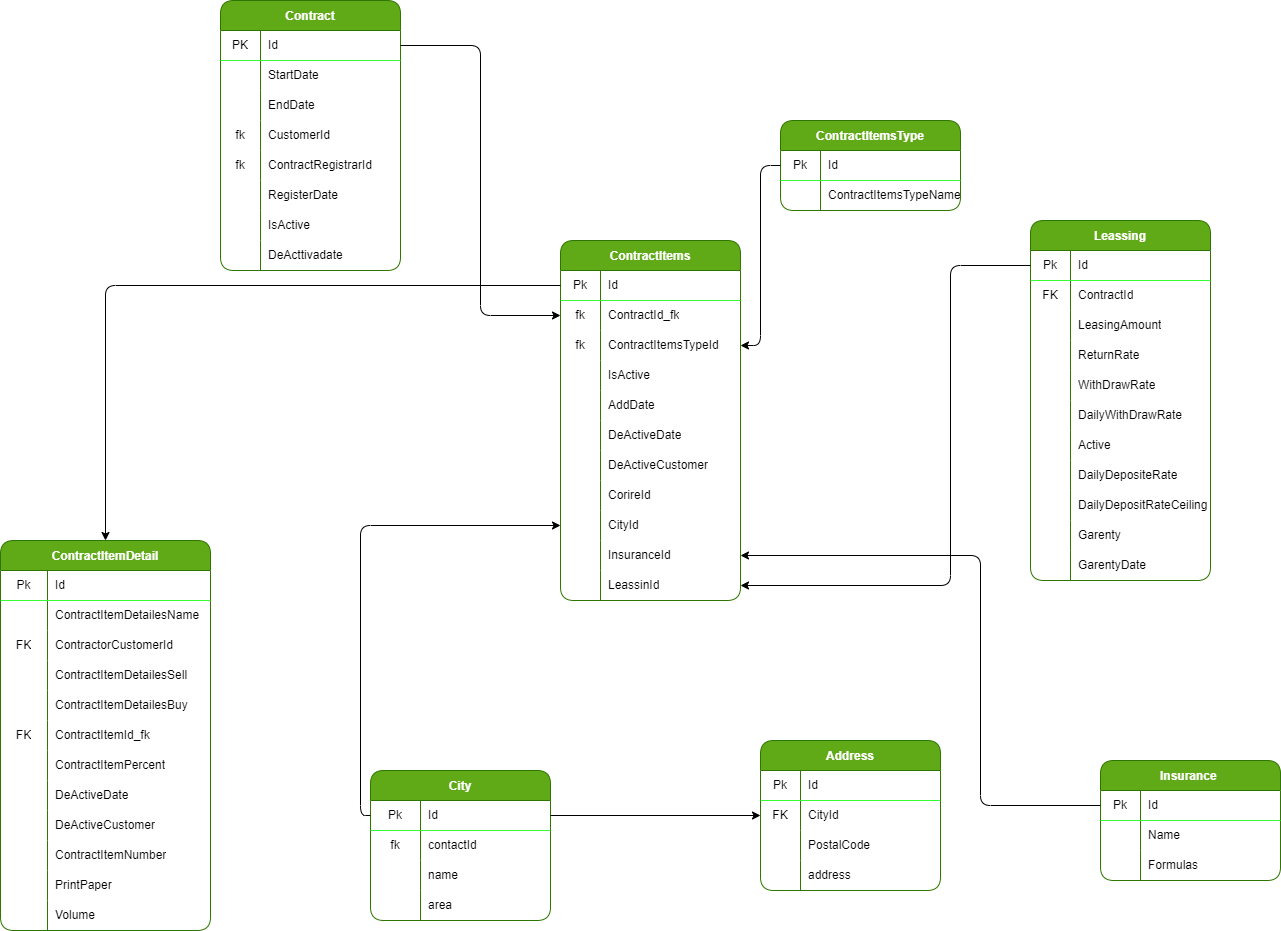 Contract
PK Id
StartDate
EndDate
fk CustomerId
fk ContractRegistrarId
RegisterDate
IsActive
DeActtivadate
ContractItemsType
Pk Id
ContractItemsTypeName
Leassing
Pk Id
FK ContractId
LeasingAmount
ReturnRate
WithDrawRate
DailyWithDrawRate
Active
DailyDepositeRate
DailyDepositRateCeiling
Garenty
GarentyDate
ContractItems
Pk Id
fk ContractId_fk
fk ContractItemsTypeId
IsActive
AddDate
DeActiveDate
DeActiveCustomer
CorireId
CityId
InsuranceId
LeassinId
ContractItemDetail
Pk Id
ContractItemDetailesName
FK ContractorCustomerId
ContractItemDetailesSell
ContractItemDetailesBuy
FK ContractItemId_fk
ContractItemPercent
DeActiveDate
DeActiveCustomer
ContractItemNumber
PrintPaper
Volume
City
Pk Id
fk contactId
name
area
Address
Pk Id
FK CityId
PostalCode
address
Insurance
Pk Id
Name
Formulas